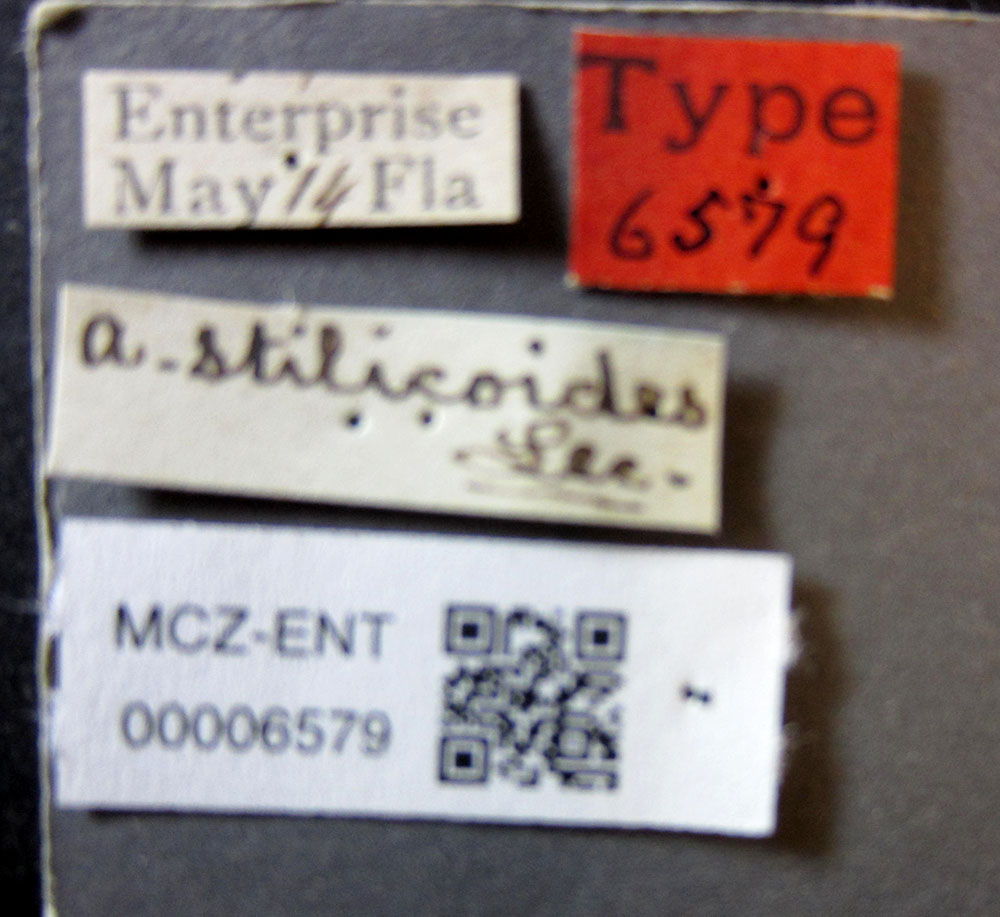 Enterprise
May 14 Fla
Type
6579
a. stilicoides
Lec.
MCZ-ENT
00006579